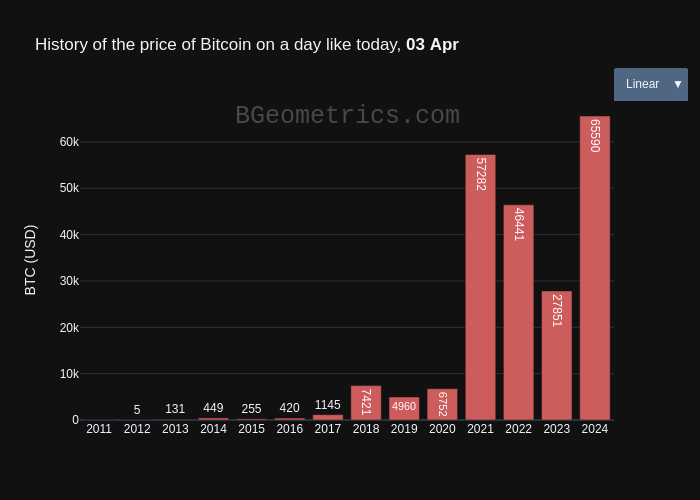 History of the price of Bitcoin on a day like today, 03 Apr
Linear ▼
BGeometrics.com
BTC (USD)
60k
50k
40k
30k
20k
10k
0
5
131
449
255
420
1145
7421
4960
6752
57282
46441
27851
65590
2011 2012 2013 2014 2015 2016 2017 2018 2019 2020 2021 2022 2023 2024